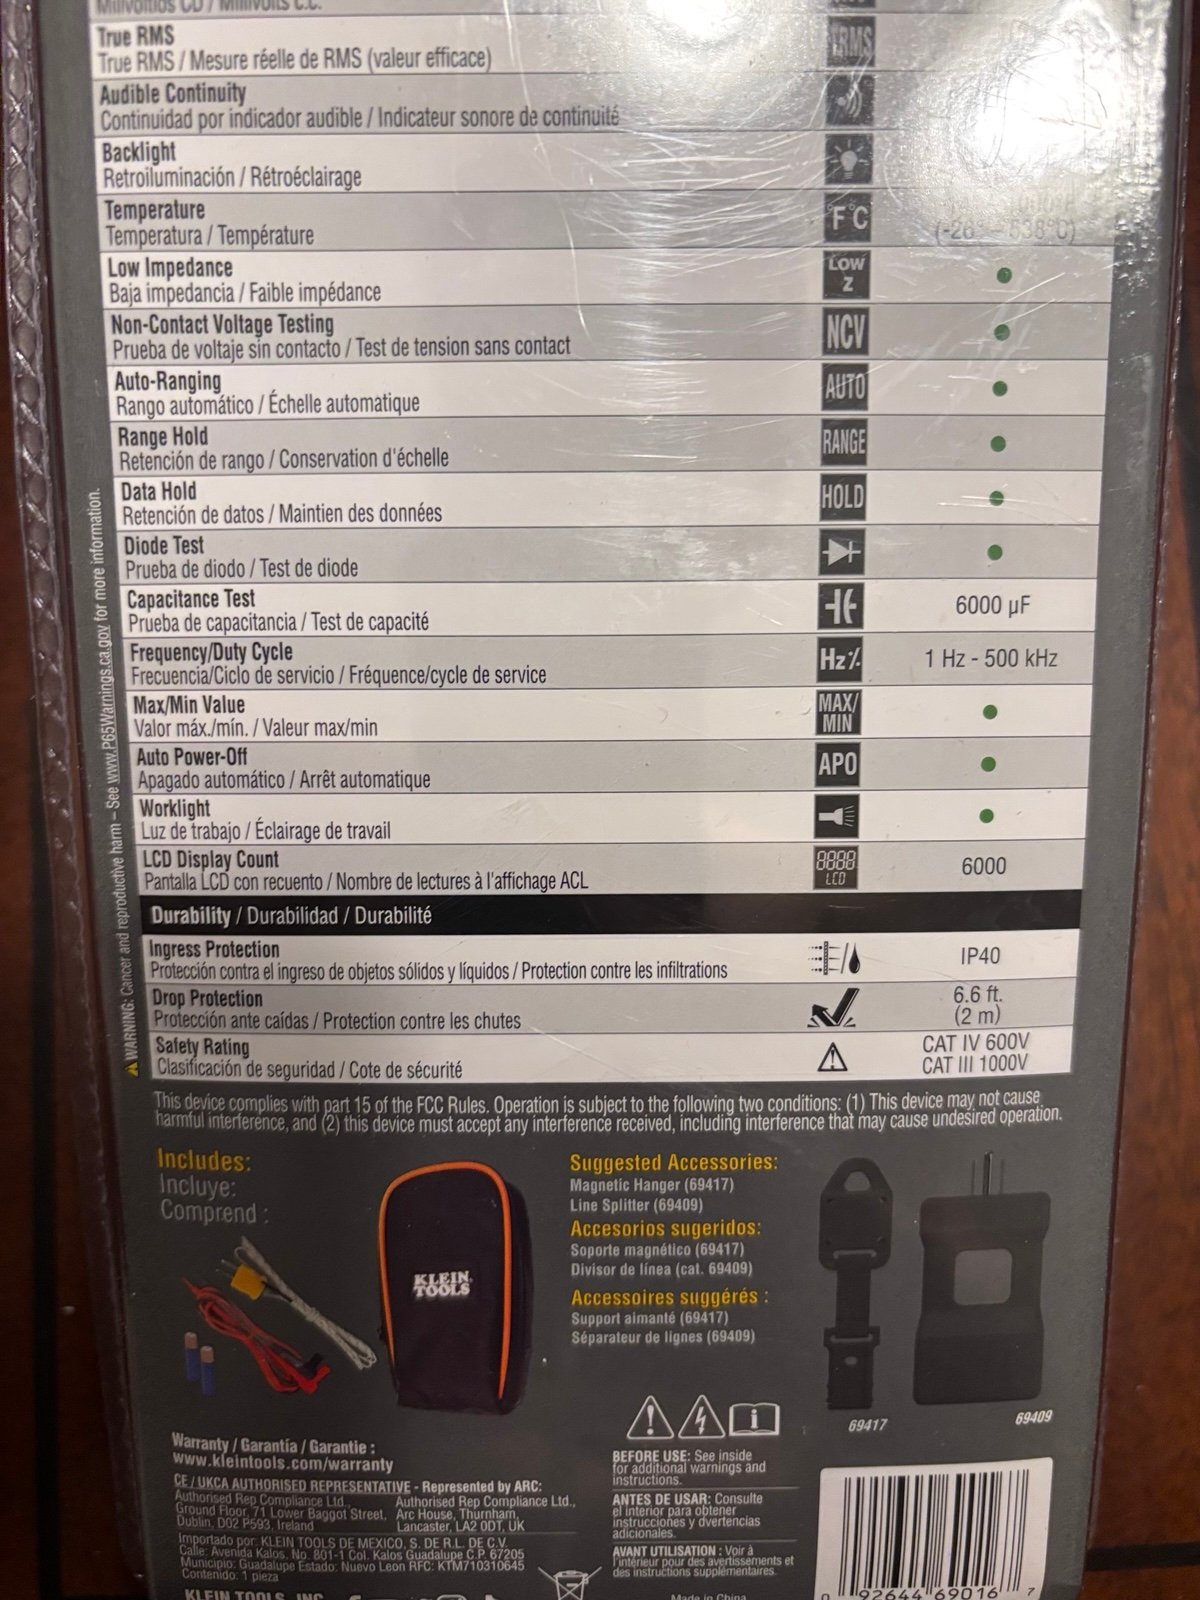 Milivoltios CD / Millivolts C.C.
True RMS
True RMS / Mesure réelle de RMS (valeur efficace)
TRMS
Audible Continuity
Continuidad por indicador audible / Indicateur sonore de continuité
Backlight
Retroiluminación / Rétroéclairage
Temperature
Temperatura / Température
°F°C
(-26° – 538°C)
Low Impedance
Baja impedancia / Faible impédance
LOW
Z
Non-Contact Voltage Testing
Prueba de voltaje sin contacto / Test de tension sans contact
NCV
Auto-Ranging
Rango automático / Échelle automatique
AUTO
Range Hold
Retención de rango / Conservation d'échelle
RANGE
Data Hold
Retención de datos / Maintien des données
HOLD
Diode Test
Prueba de diodo / Test de diode
Capacitance Test
Prueba de capacitancia / Test de capacité
6000 µF
Frequency/Duty Cycle
Frecuencia/Ciclo de servicio / Fréquence/cycle de service
Hz%
1 Hz - 500 kHz
Max/Min Value
Valor máx./mín. / Valeur max/min
MAX/
MIN
Auto Power-Off
Apagado automático / Arrêt automatique
APO
Worklight
Luz de trabajo / Éclairage de travail
LCD Display Count
Pantalla LCD con recuento / Nombre de lectures à l'affichage ACL
8888
LCD
6000
Durability / Durabilidad / Durabilité
Ingress Protection
Protección contra el ingreso de objetos sólidos y líquidos / Protection contre les infiltrations
IP40
Drop Protection
Protección ante caídas / Protection contre les chutes
6.6 ft.
(2 m)
Safety Rating
Clasificación de seguridad / Cote de sécurité
CAT IV 600V
CAT III 1000V
WARNING: Cancer and reproductive harm – See www.P65Warnings.ca.gov for more information.
This device complies with part 15 of the FCC Rules. Operation is subject to the following two conditions: (1) This device may not cause
harmful interference, and (2) this device must accept any interference received, including interference that may cause undesired operation.
Includes:
Incluye:
Comprend :
KLEIN
TOOLS
Suggested Accessories:
Magnetic Hanger (69417)
Line Splitter (69409)
Accesorios sugeridos:
Soporte magnético (69417)
Divisor de línea (cat. 69409)
Accessoires suggérés :
Support aimanté (69417)
Séparateur de lignes (69409)
69417
69409
Warranty / Garantía / Garantie :
www.kleintools.com/warranty
CE / UKCA AUTHORISED REPRESENTATIVE - Represented by ARC:
Authorised Rep Compliance Ltd.,
Ground Floor, 71 Lower Baggot Street,
Dublin, D02 P593, Ireland
Authorised Rep Compliance Ltd.,
Arc House, Thurnham,
Lancaster, LA2 0DT, UK
Importado por: KLEIN TOOLS DE MEXICO, S. DE R.L. DE C.V.
Calle: Avenida Kalos, No. 801-1 Col. Kalos Guadalupe C.P. 67205
Municipio: Guadalupe Estado: Nuevo Leon RFC: KTM710310645
Contenido: 1 pieza
KLEIN TOOLS, INC.
BEFORE USE: See inside
for additional warnings and
instructions.
ANTES DE USAR: Consulte
el interior para obtener
instrucciones y dvertencias
adicionales.
AVANT UTILISATION : Voir à
l'intérieur pour des avertissements et
des instructions supplémentaires.
Made in China
0 92644 69016 7